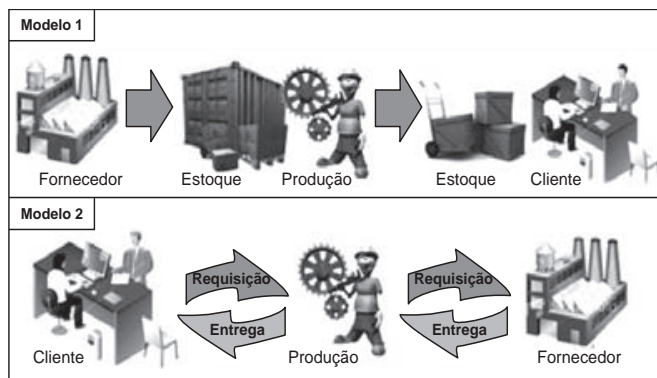 Modelo 1
Fornecedor Estoque Produção Estoque Cliente
Modelo 2
Requisição Requisição
Entrega Entrega
Cliente Produção Fornecedor